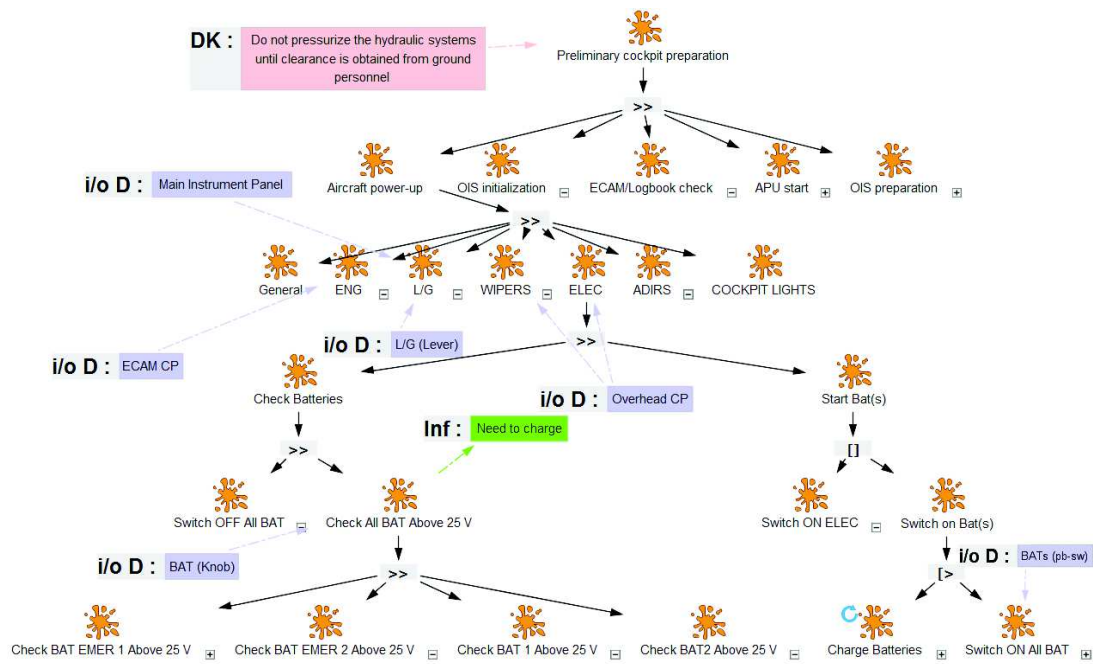 DK :
Do not pressurize the hydraulic systems
until clearance is obtained from ground
personnel
Preliminary cockpit preparation
>>
Aircraft power-up
OIS initialization
ECAM/Logbook check
APU start
OIS preparation
i/o D :
Main Instrument Panel
>>
General
ENG
L/G
WIPERS
ELEC
ADIRS
COCKPIT LIGHTS
i/o D :
L/G (Lever)
>>
i/o D :
ECAM CP
Check Batteries
i/o D :
Overhead CP
Start Bat(s)
Inf :
Need to charge
>>
[]
Switch OFF All BAT
Check All BAT Above 25 V
Switch ON ELEC
Switch on Bat(s)
i/o D :
BAT (Knob)
>>
[>
i/o D :
BATs (pb-sw)
Check BAT EMER 1 Above 25 V
Check BAT EMER 2 Above 25 V
Check BAT 1 Above 25 V
Check BAT2 Above 25 V
Charge Batteries
Switch ON All BAT